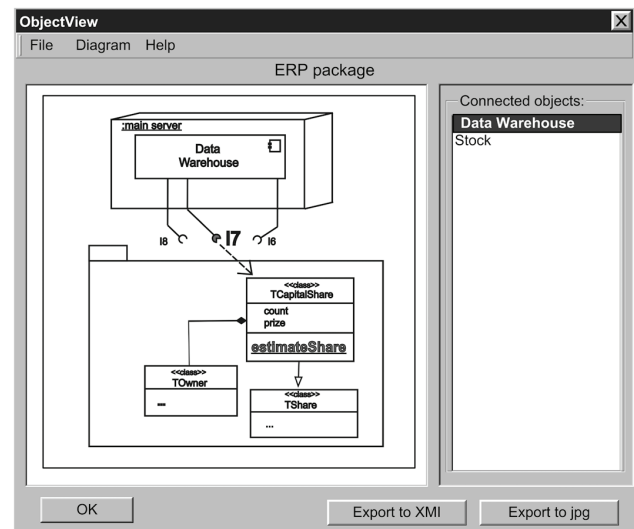 ObjectView
X
File Diagram Help
ERP package
:main server
Data
Warehouse
I8 I7 I6
<<class>>
TCapitalShare
count
prize
estimateShare
<<class>>
TOwner
...
<<class>>
TShare
...
Connected objects:
Data Warehouse
Stock
OK
Export to XMI
Export to jpg